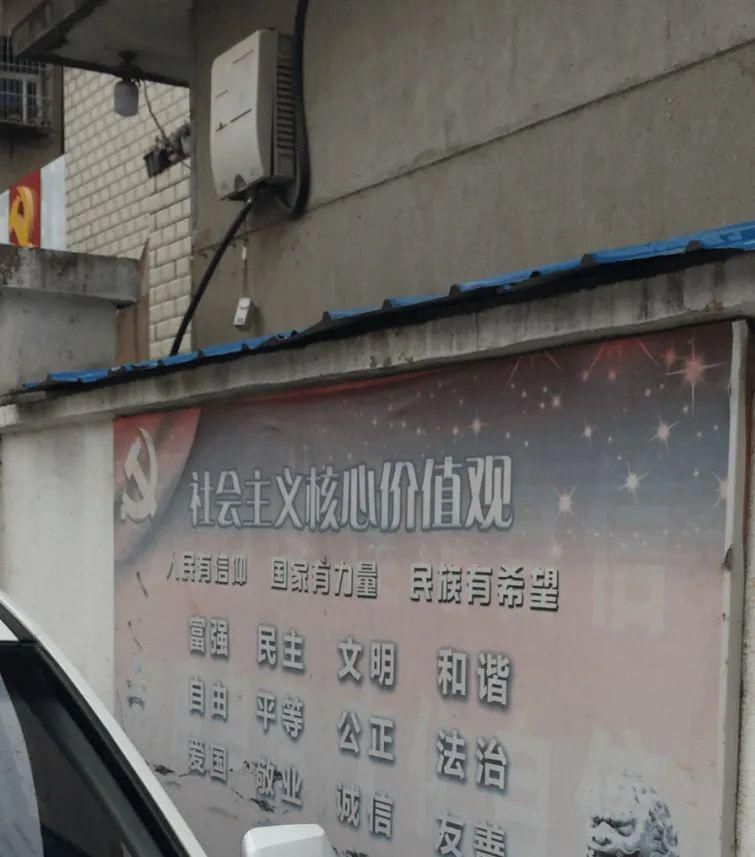 社会主义核心价值观
人民有信仰 国家有力量 民族有希望
富强 民主 文明 和谐
自由 平等 公正 法治
爱国 敬业 诚信 友善